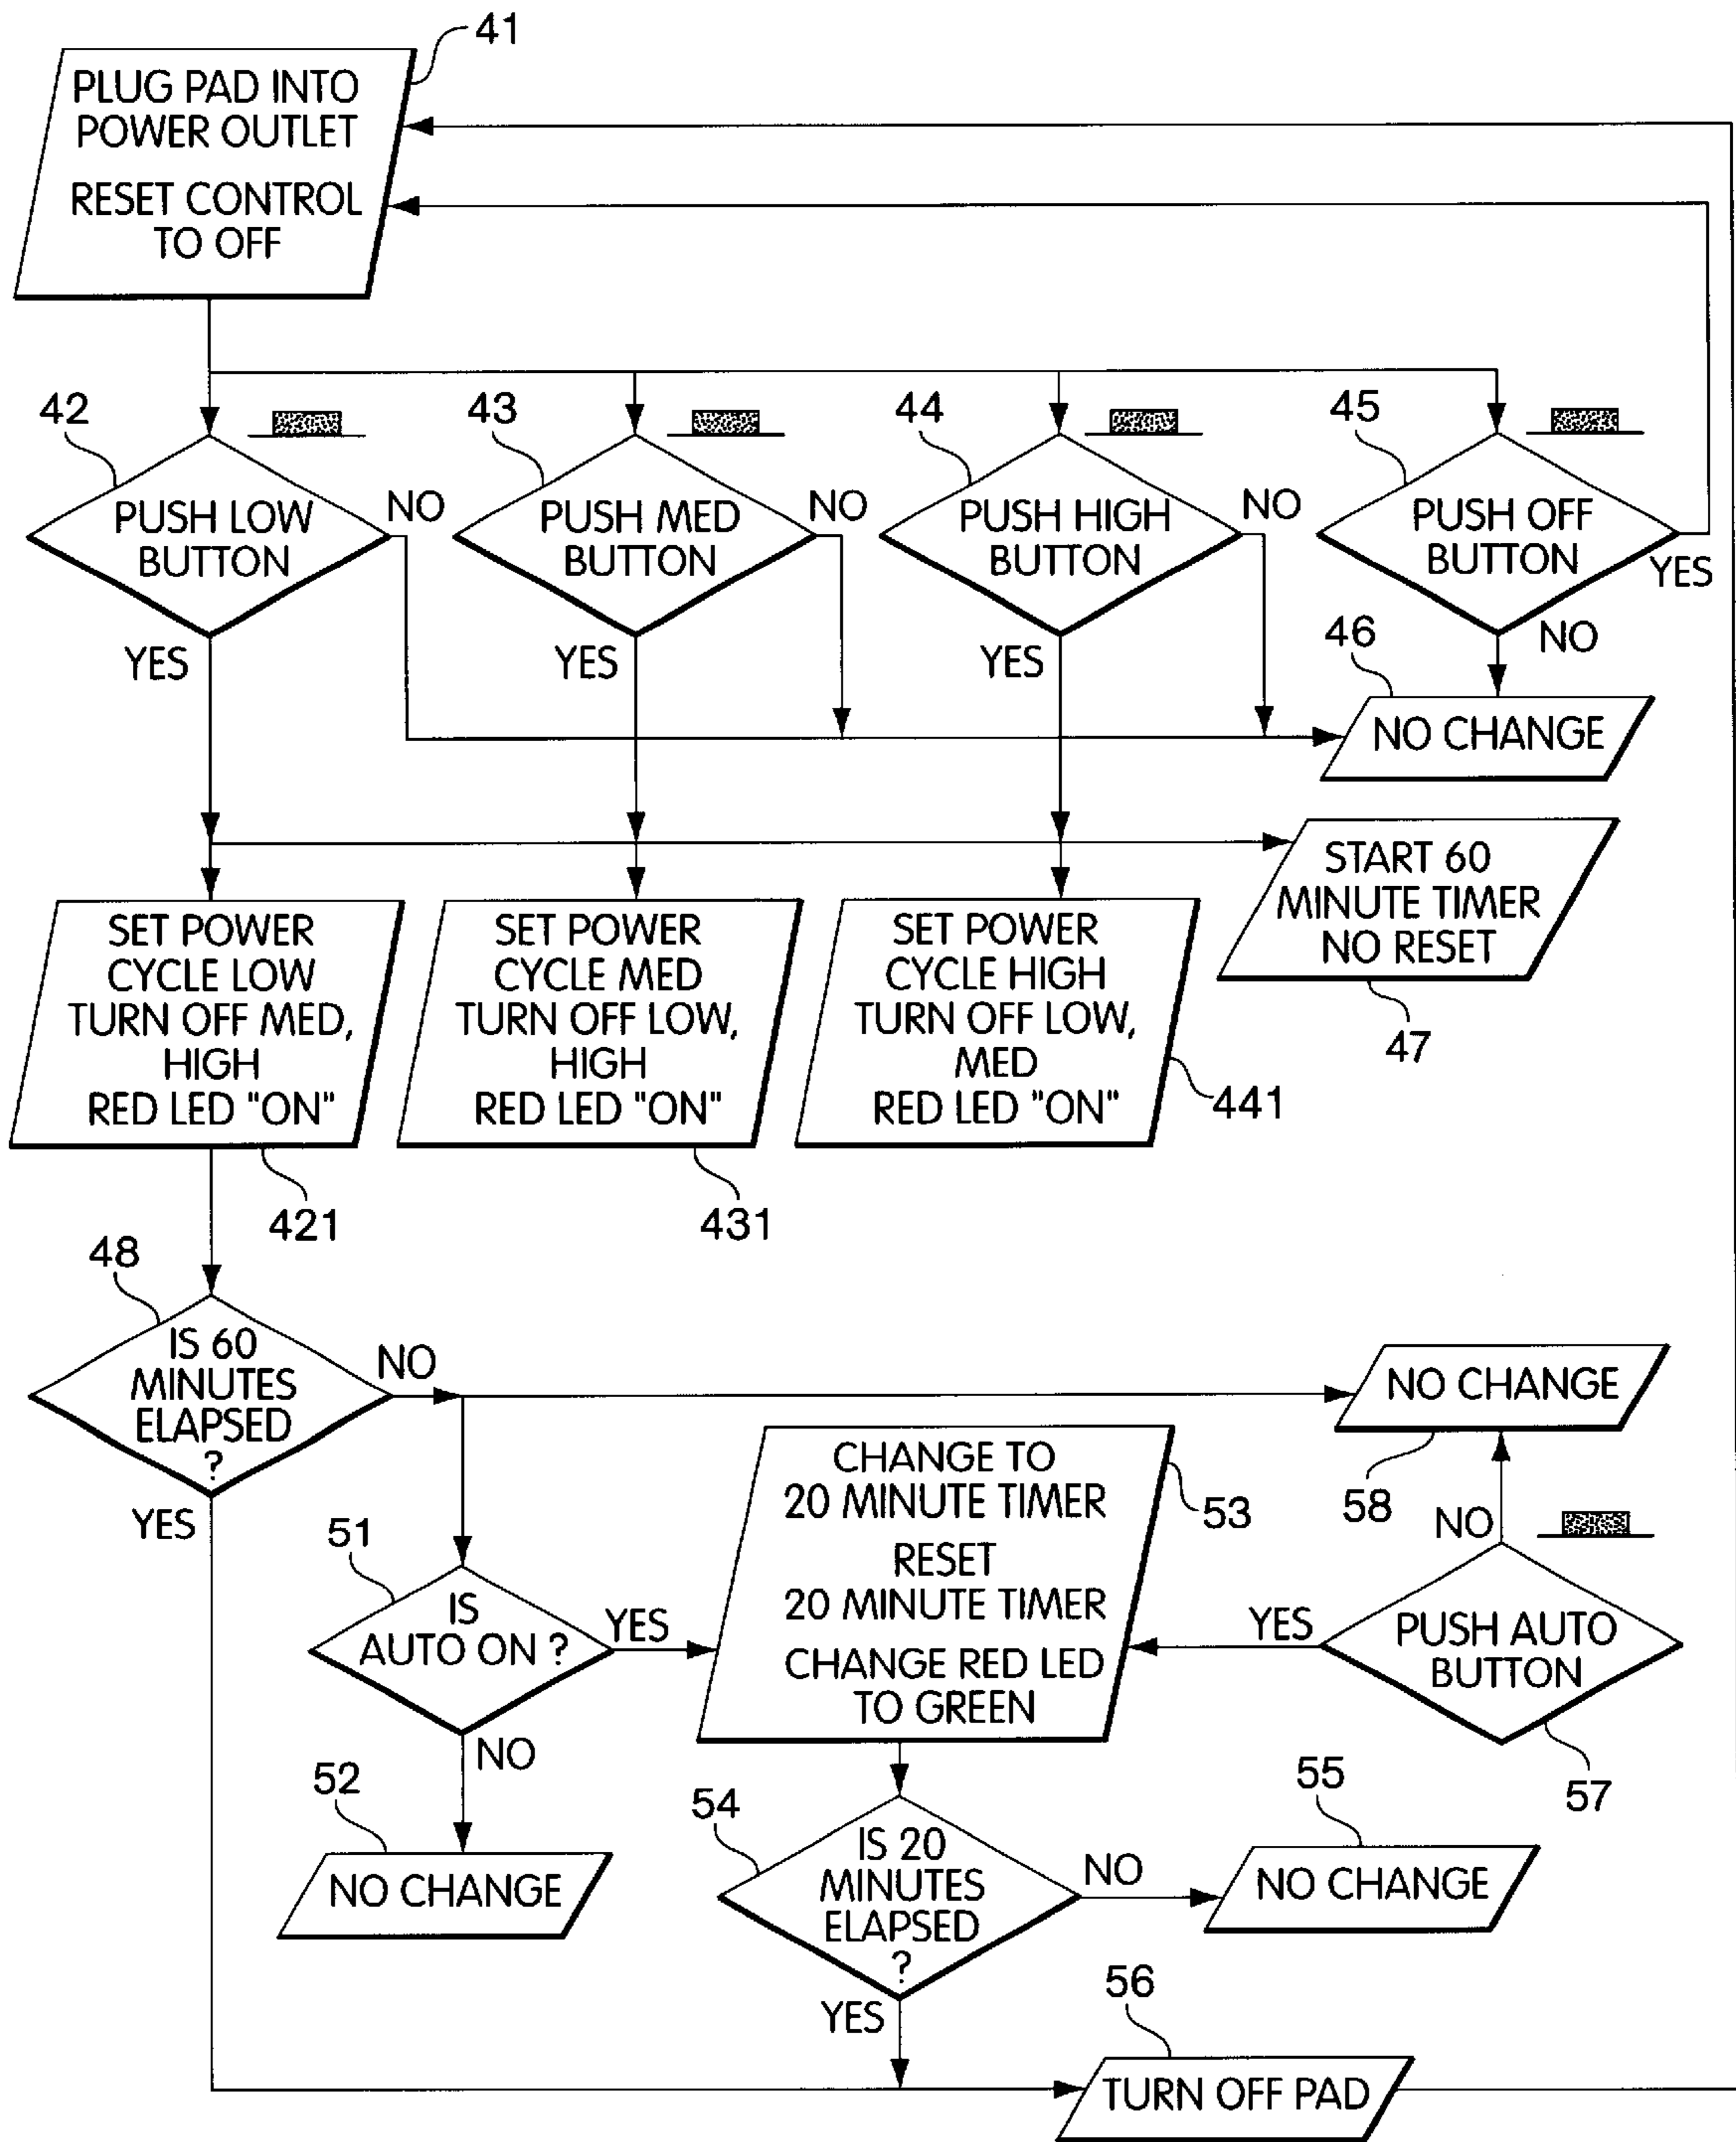 41
PLUG PAD INTO
POWER OUTLET
RESET CONTROL
TO OFF
42
43
44
45
PUSH LOW
BUTTON
NO
YES
PUSH MED
BUTTON
NO
YES
PUSH HIGH
BUTTON
NO
YES
PUSH OFF
BUTTON
YES
NO
46
NO CHANGE
START 60
MINUTE TIMER
NO RESET
47
SET POWER
CYCLE LOW
TURN OFF MED,
HIGH
RED LED "ON"
421
SET POWER
CYCLE MED
TURN OFF LOW,
HIGH
RED LED "ON"
431
SET POWER
CYCLE HIGH
TURN OFF LOW,
MED
RED LED "ON"
441
48
IS 60
MINUTES
ELAPSED
?
NO
YES
NO CHANGE
58
51
IS
AUTO ON ?
YES
NO
52
NO CHANGE
CHANGE TO
20 MINUTE TIMER
RESET
20 MINUTE TIMER
CHANGE RED LED
TO GREEN
53
NO
YES
PUSH AUTO
BUTTON
57
54
IS 20
MINUTES
ELAPSED
?
NO
YES
55
NO CHANGE
56
TURN OFF PAD